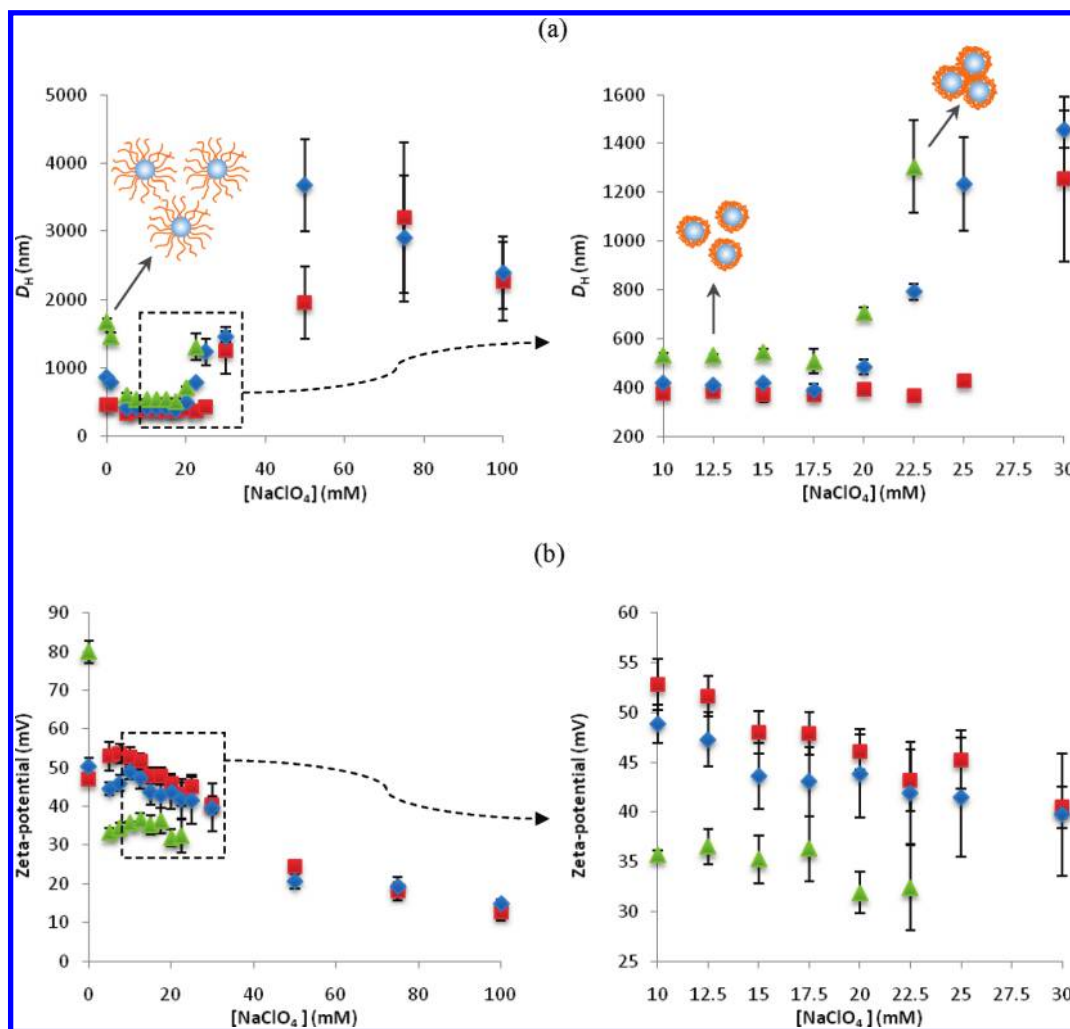 (a)
5000
4000
3000
2000
1000
0
D_H (nm)
0 20 40 60 80 100
[NaClO₄] (mM)
1600
1400
1200
1000
800
600
400
200
D_H (nm)
10 12.5 15 17.5 20 22.5 25 27.5 30
[NaClO₄] (mM)
(b)
90
80
70
60
50
40
30
20
10
0
Zeta-potential (mV)
0 20 40 60 80 100
[NaClO₄] (mM)
60
55
50
45
40
35
30
25
Zeta-potential (mV)
10 12.5 15 17.5 20 22.5 25 27.5 30
[NaClO₄] (mM)